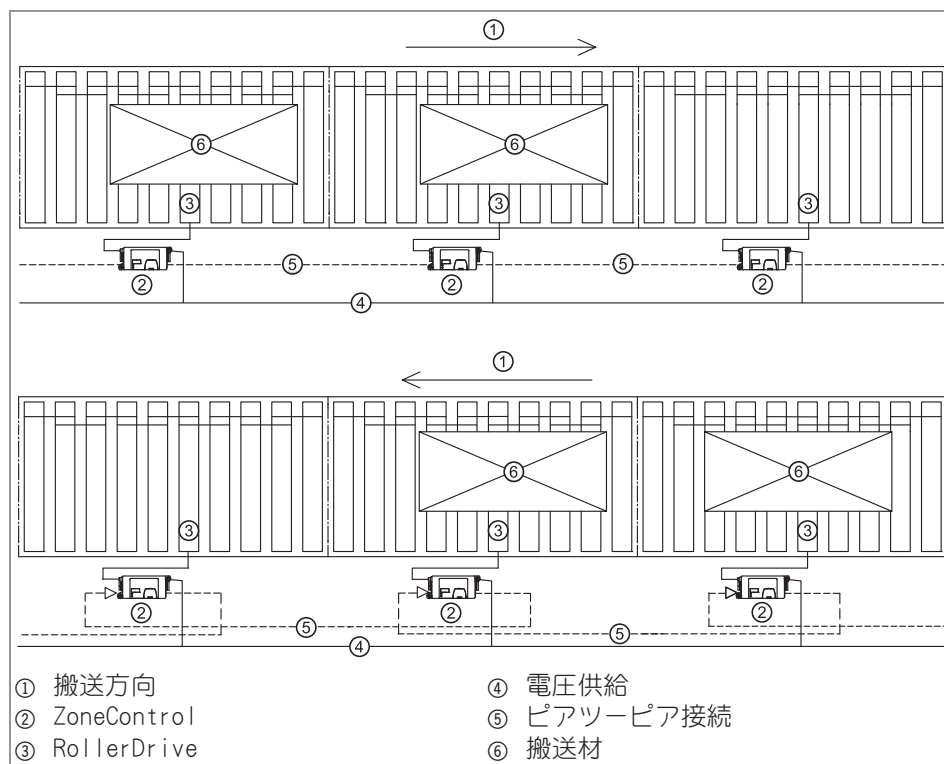 ①
⑥ ⑥
③ ③ ③
⑤ ⑤
② ② ②
④
①
⑥ ⑥
③ ③ ③
② ② ②
⑤ ⑤
④
① 搬送方向
② ZoneControl
③ RollerDrive
④ 電圧供給
⑤ ピアツーピア接続
⑥ 搬送材